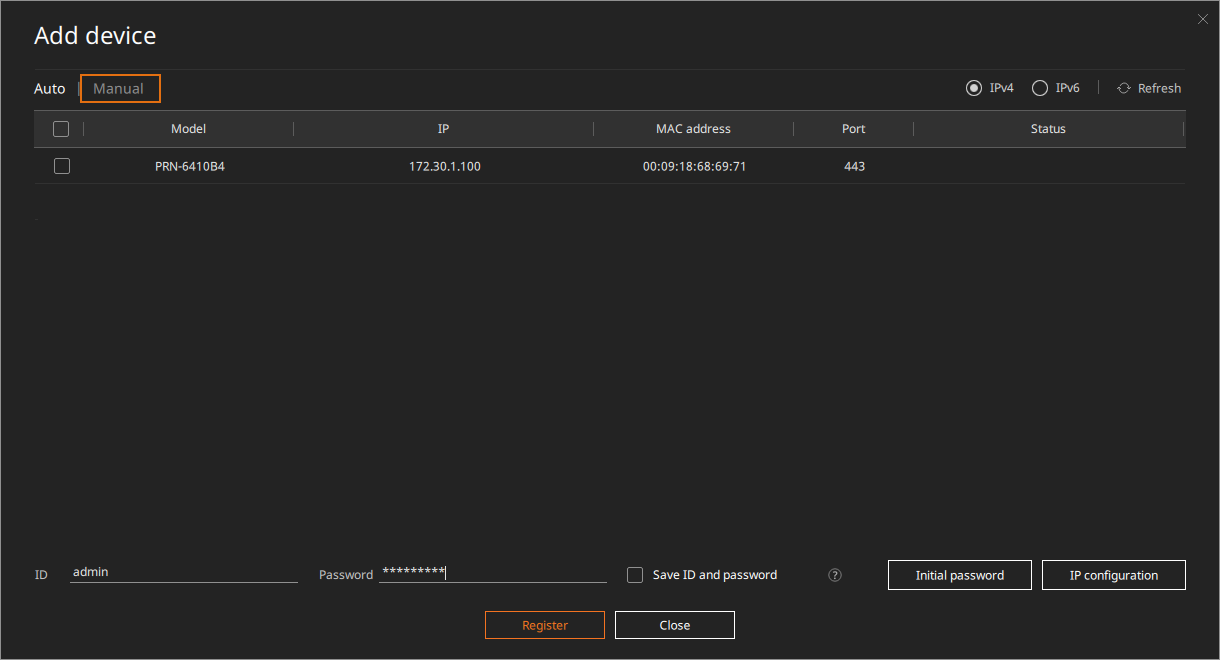 Add device
Auto | Manual IPv4 IPv6 | Refresh
Model IP MAC address Port Status
PRN-6410B4 172.30.1.100 00:09:18:68:69:71 443
ID admin Password ********* Save ID and password ? Initial password IP configuration
Register Close